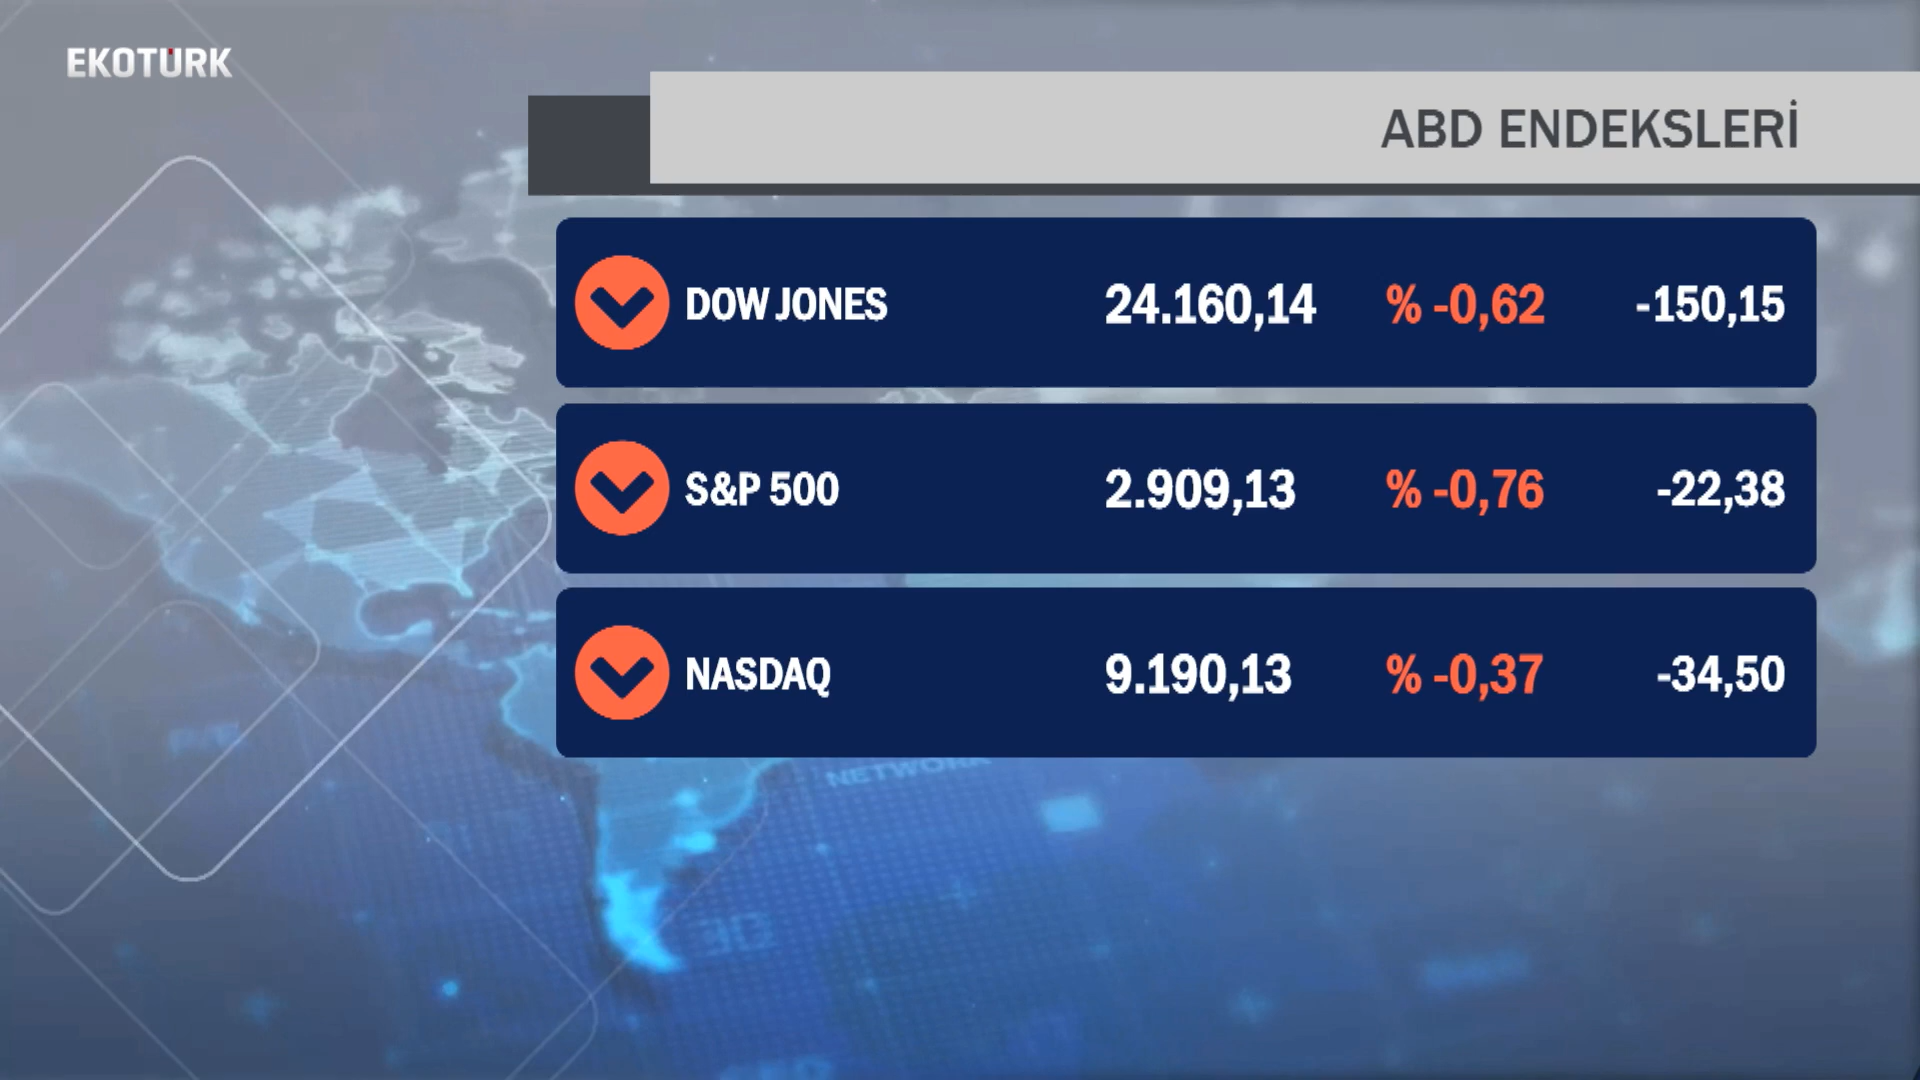 EKOTÜRK
ABD ENDEKSLERİ
DOW JONES 24.160,14 % -0,62 -150,15
S&P 500 2.909,13 % -0,76 -22,38
NASDAQ 9.190,13 % -0,37 -34,50
NETWORK